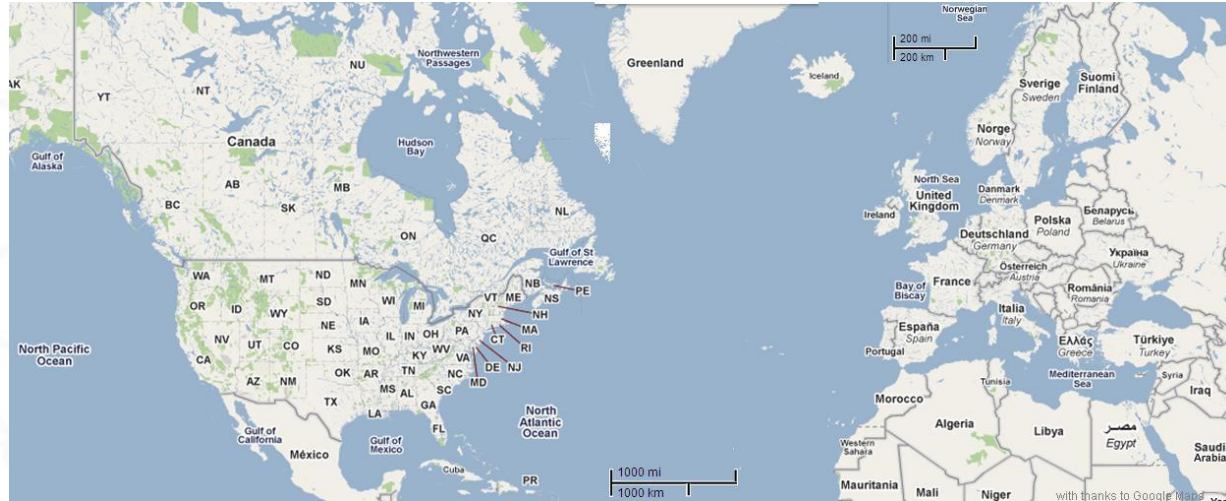 Norwegian
Sea
200 mi
200 km
Northwestern
Passages
Greenland
Iceland
Sverige
Sweden
Suomi
Finland
NU
AK
YT
NT
Norge
Norway
Canada
Hudson
Bay
Gulf of
Alaska
North Sea
United
Kingdom
Danmark
Denmark
AB
MB
BC
SK
NL
Ireland
Polska
Poland
Беларусь
Belarus
ON
QC
Deutschland
Germany
Gulf of St
Lawrence
Україна
Ukraine
WA
MT
ND
MN
NB
PE
Österreich
Austria
France
Bay of
Biscay
România
Romania
OR
ID
SD
WI
MI
VT
ME
NS
WY
NY
NH
Italia
Italy
NE
IA
PA
MA
España
Spain
NV
UT
CO
IL
IN
OH
CT
RI
Ελλάς
Greece
Türkiye
Turkey
North Pacific
Ocean
KS
MO
KY
WV
VA
DE
NJ
Portugal
CA
OK
AR
TN
NC
MD
Mediterranean
Sea
Syria
Tunisia
AZ
NM
MS
AL
SC
Iraq
Morocco
TX
LA
GA
North
Atlantic
Ocean
FL
Algeria
Libya
مصر
Egypt
Gulf of
California
Gulf of
Mexico
Western
Sahara
Saudi
Arabia
México
Cuba
PR
1000 mi
1000 km
Mauritania
Mali
Niger
with thanks to Google Maps